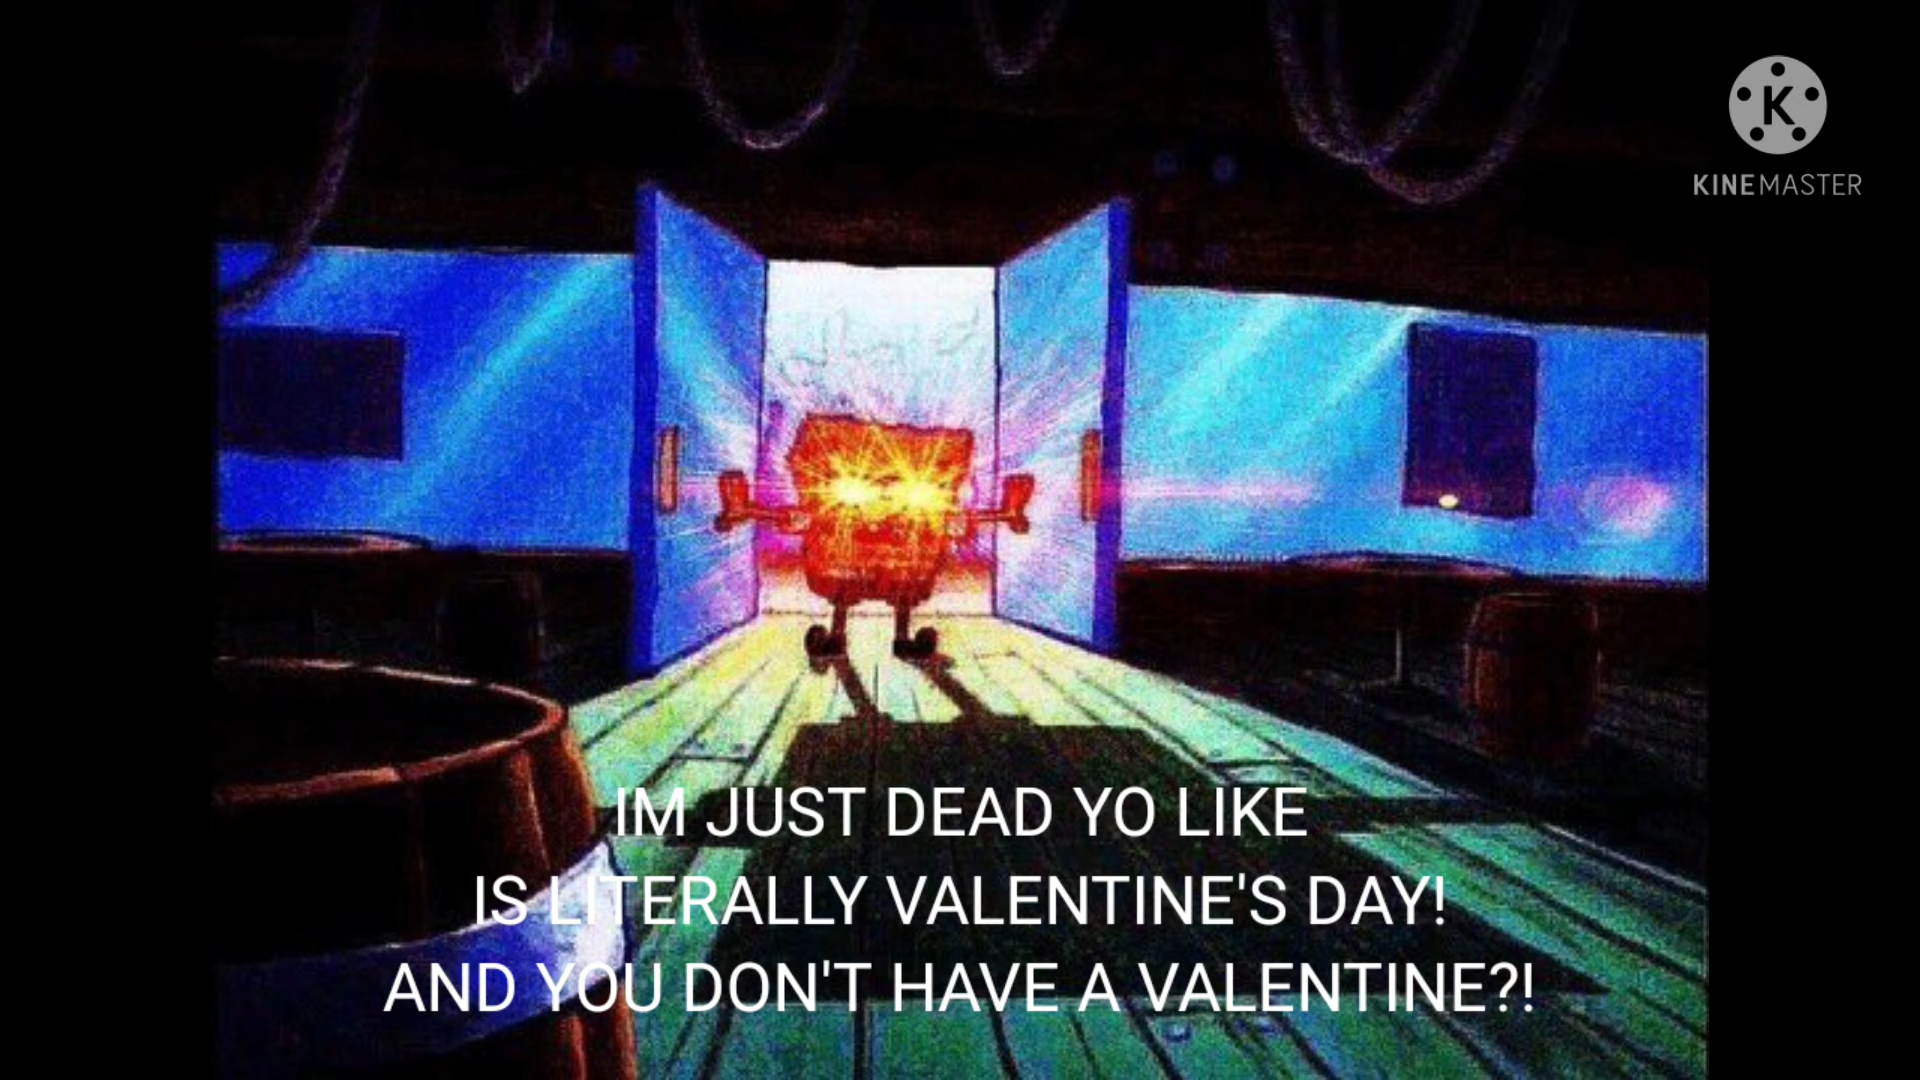 K
KINEMASTER
IM JUST DEAD YO LIKE
IS LITERALLY VALENTINE'S DAY!
AND YOU DON'T HAVE A VALENTINE?!